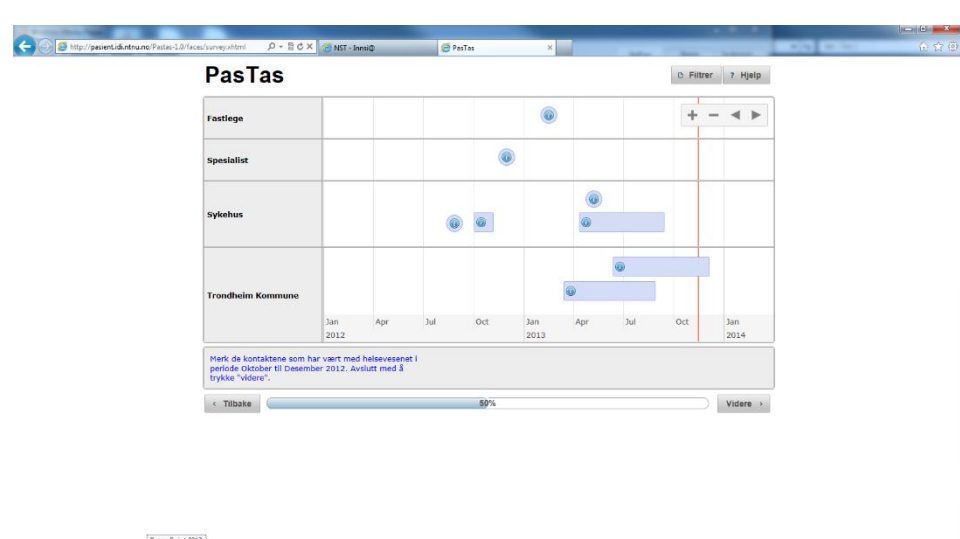 http://pasient.idi.ntnu.no/Pastas-1.0/faces/survey.xhtml
NST - Innsi@
PasTas
PasTas
Filtrer
? Hjelp
Fastlege
Spesialist
Sykehus
Trondheim Kommune
Jan Apr Jul Oct Jan Apr Jul Oct Jan
2012 2013 2014
Merk de kontaktene som har vært med helsevesenet i
periode Oktober til Desember 2012. Avslutt med å
trykke "videre".
‹ Tilbake
50%
Videre ›